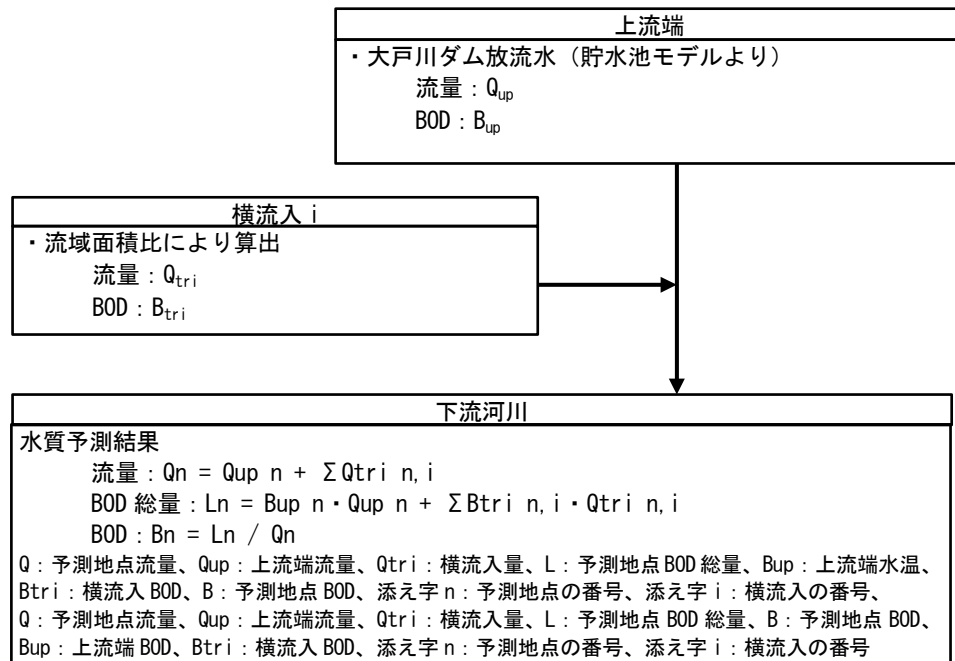 上流端
・大戸川ダム放流水（貯水池モデルより）
流量：Qup
BOD：Bup
横流入 i
・流域面積比により算出
流量：Qtri
BOD：Btri
下流河川
水質予測結果
流量：Qn = Qup n + ΣQtri n,i
BOD 総量：Ln = Bup n・Qup n + ΣBtri n,i・Qtri n,i
BOD：Bn = Ln / Qn
Q：予測地点流量、Qup：上流端流量、Qtri：横流入量、L：予測地点 BOD 総量、Bup：上流端水温、
Btri：横流入 BOD、B：予測地点 BOD、添え字 n：予測地点の番号、添え字 i：横流入の番号、
Q：予測地点流量、Qup：上流端流量、Qtri：横流入量、L：予測地点 BOD 総量、B：予測地点 BOD、
Bup：上流端 BOD、Btri：横流入 BOD、添え字 n：予測地点の番号、添え字 i：横流入の番号